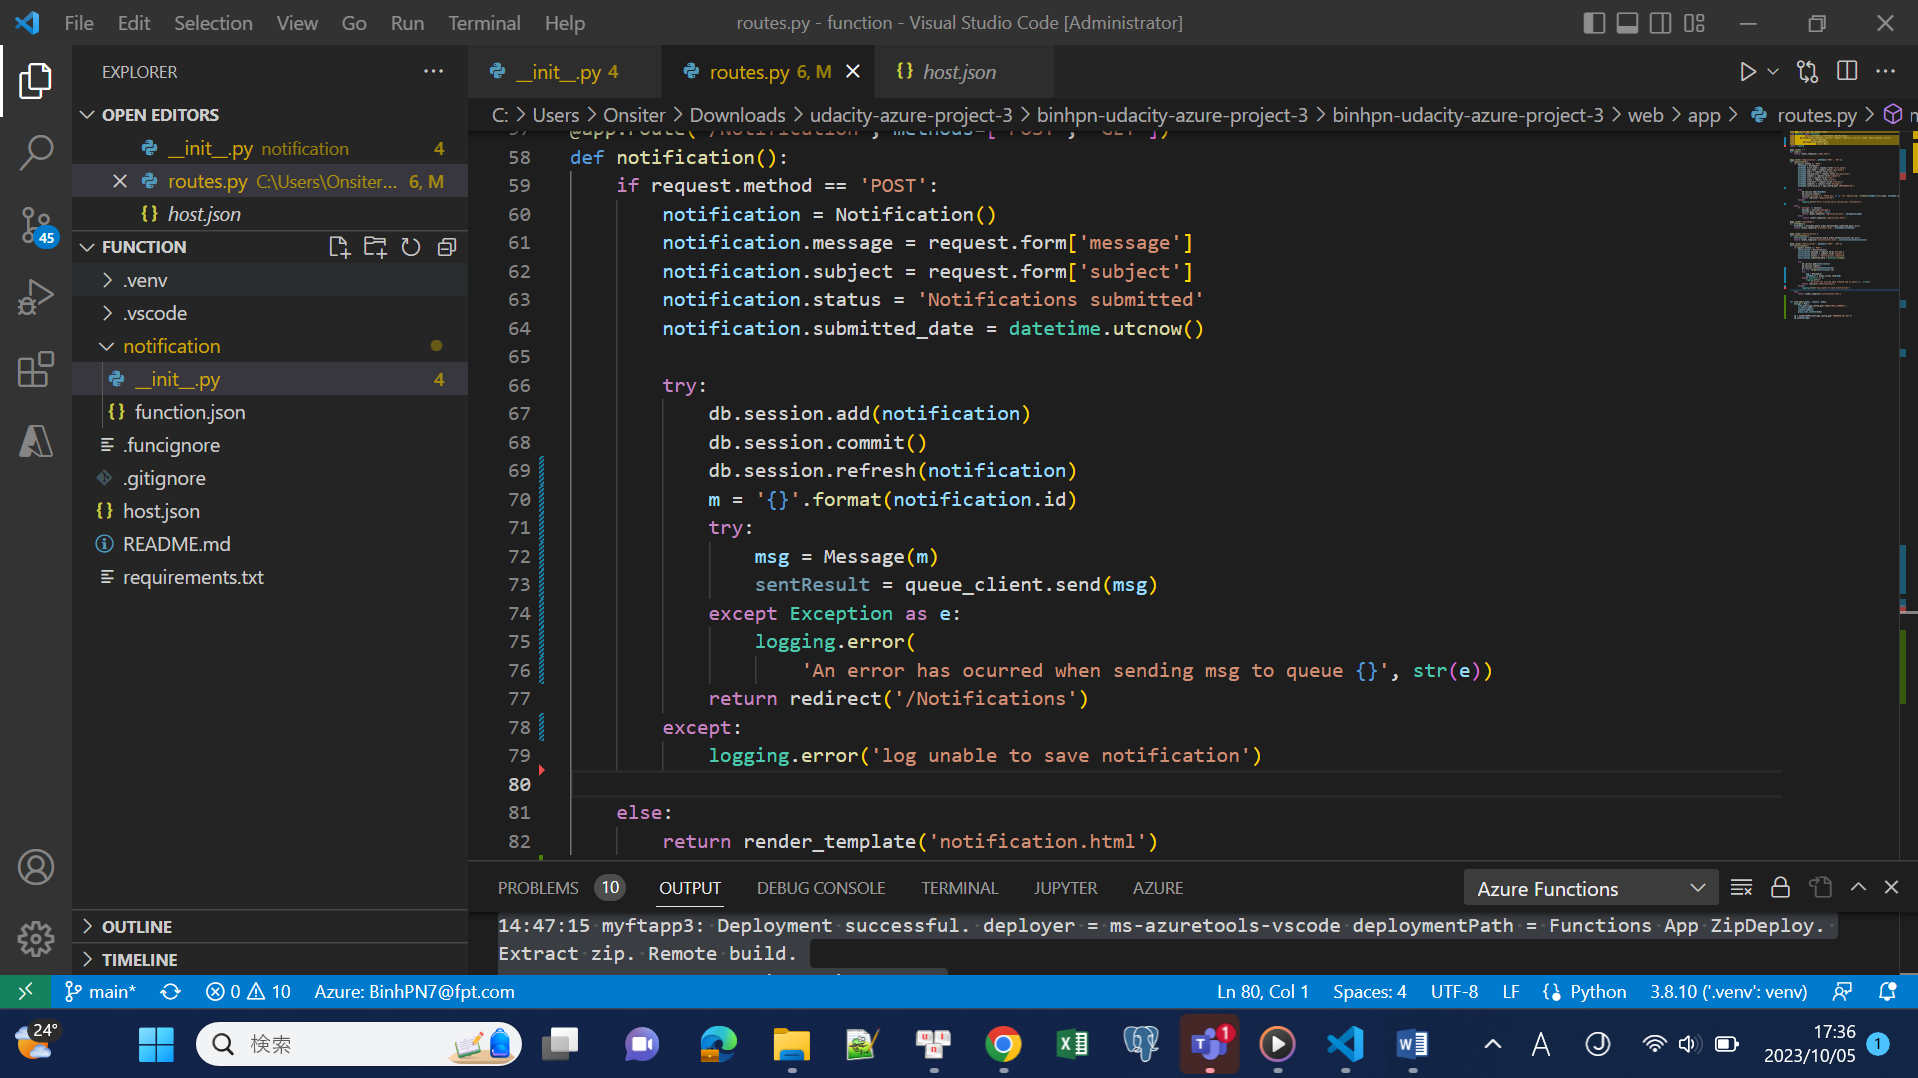 File Edit Selection View Go Run Terminal Help
routes.py - function - Visual Studio Code [Administrator]
EXPLORER
OPEN EDITORS
__init__.py notification 4
routes.py C:\Users\Onsiter... 6, M
host.json
45
FUNCTION
.venv
.vscode
notification
__init__.py 4
function.json
.funcignore
.gitignore
host.json
README.md
requirements.txt
OUTLINE
TIMELINE
__init__.py 4
routes.py 6, M
host.json
C: > Users > Onsiter > Downloads > udacity-azure-project-3 > binhpn-udacity-azure-project-3 > binhpn-udacity-azure-project-3 > web > app > routes.py >
57 @app.route('/Notification', methods=['POST', 'GET'])
58 def notification():
59 if request.method == 'POST':
60 notification = Notification()
61 notification.message = request.form['message']
62 notification.subject = request.form['subject']
63 notification.status = 'Notifications submitted'
64 notification.submitted_date = datetime.utcnow()
65
66 try:
67 db.session.add(notification)
68 db.session.commit()
69 db.session.refresh(notification)
70 m = '{}'.format(notification.id)
71 try:
72 msg = Message(m)
73 sentResult = queue_client.send(msg)
74 except Exception as e:
75 logging.error(
76 'An error has ocurred when sending msg to queue {}', str(e))
77 return redirect('/Notifications')
78 except:
79 logging.error('log unable to save notification')
80
81 else:
82 return render_template('notification.html')
PROBLEMS 10 OUTPUT DEBUG CONSOLE TERMINAL JUPYTER AZURE
Azure Functions
14:47:15 myftapp3: Deployment successful. deployer = ms-azuretools-vscode deploymentPath = Functions App ZipDeploy.
Extract zip. Remote build.
main* 0 10 Azure: BinhPN7@fpt.com
Ln 80, Col 1 Spaces: 4 UTF-8 LF Python 3.8.10 ('.venv': venv)
24°
検索
1
A
17:36
2023/10/05
1